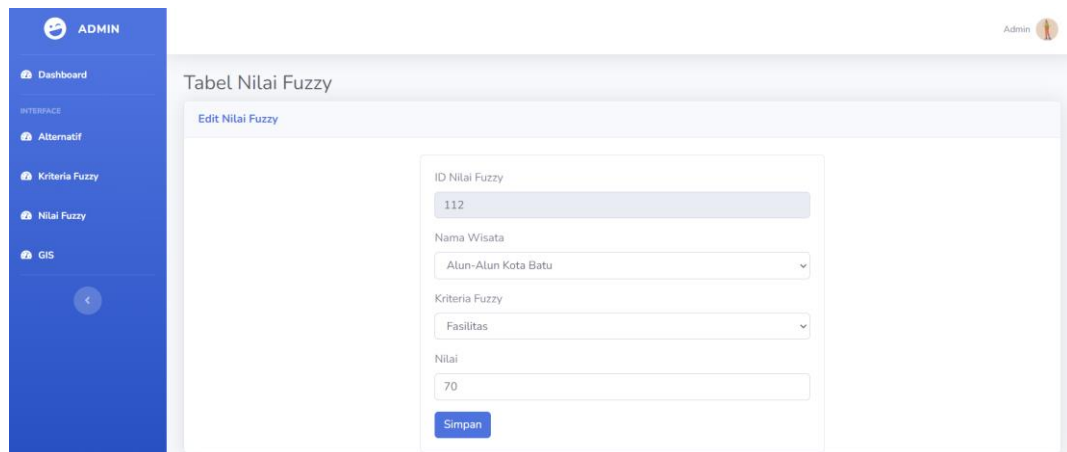 ADMIN
Admin
Dashboard
INTERFACE
Alternatif
Kriteria Fuzzy
Nilai Fuzzy
GIS
Tabel Nilai Fuzzy
Edit Nilai Fuzzy
ID Nilai Fuzzy
112
Nama Wisata
Alun-Alun Kota Batu
Kriteria Fuzzy
Fasilitas
Nilai
70
Simpan